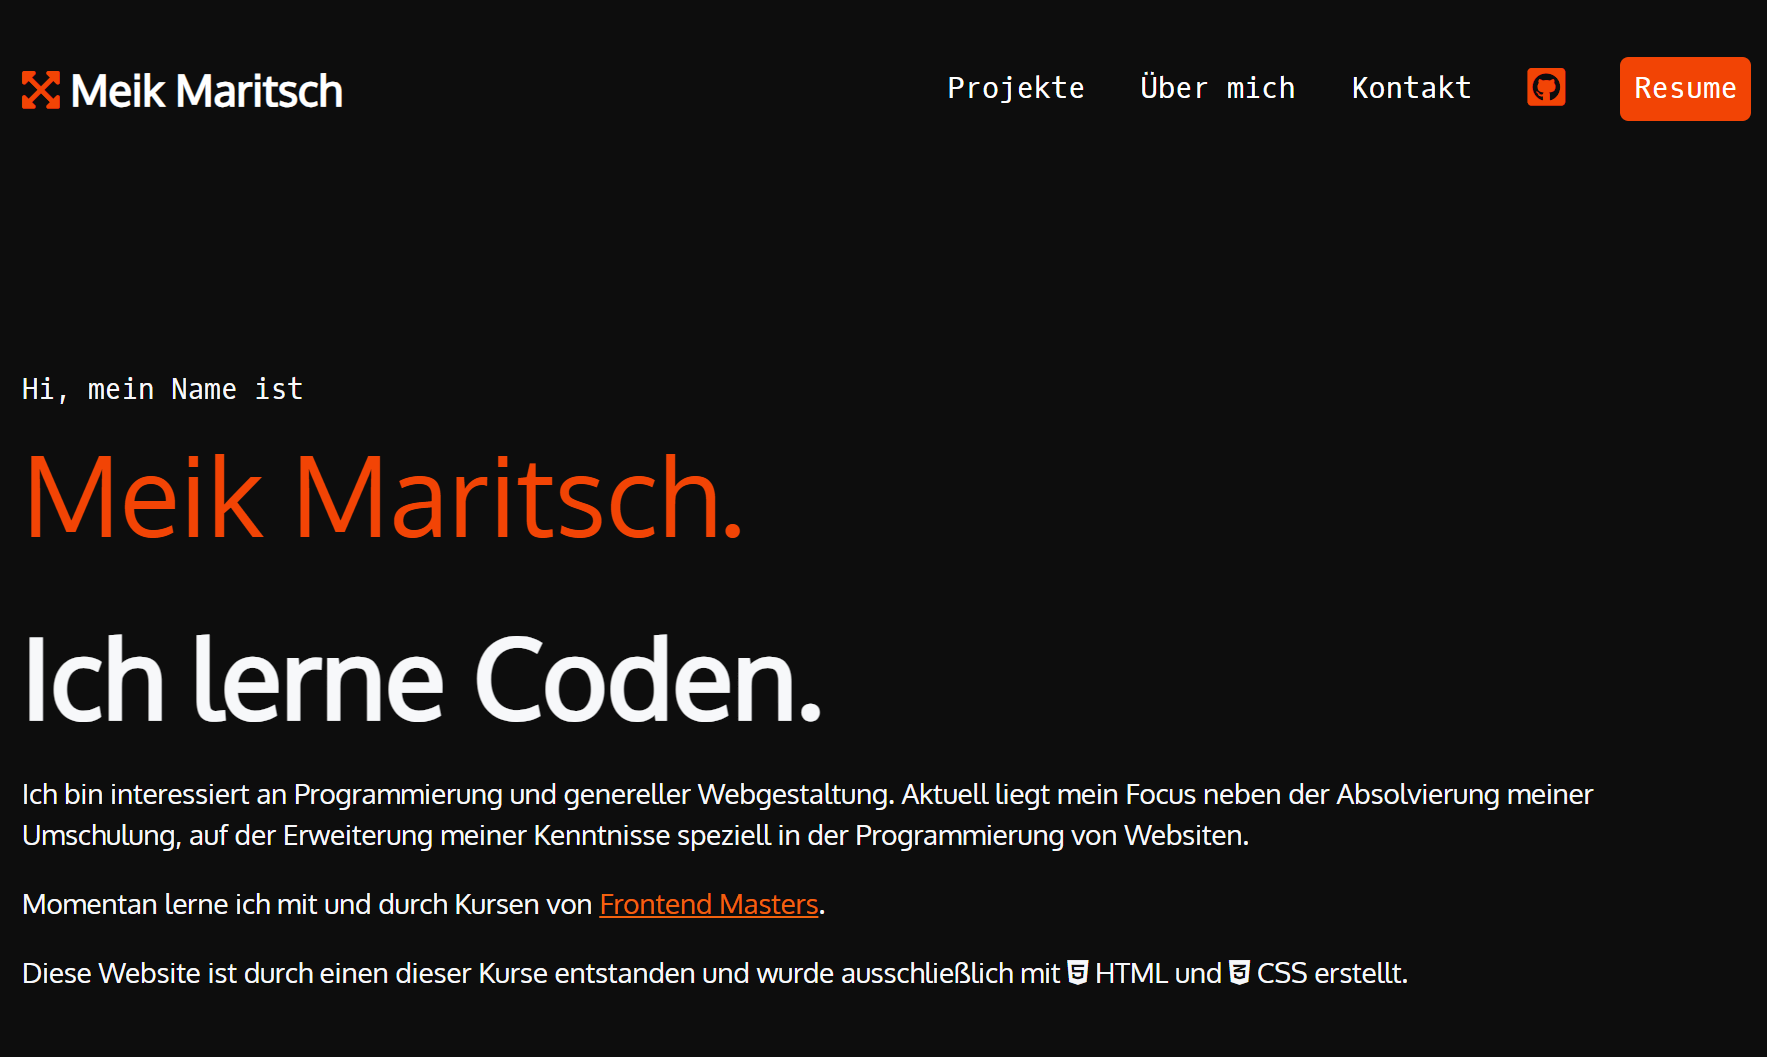 Meik Maritsch
Projekte Über mich Kontakt Resume
Hi, mein Name ist
Meik Maritsch.
Ich lerne Coden.
Ich bin interessiert an Programmierung und genereller Webgestaltung. Aktuell liegt mein Focus neben der Absolvierung meiner
Umschulung, auf der Erweiterung meiner Kenntnisse speziell in der Programmierung von Websiten.
Momentan lerne ich mit und durch Kursen von Frontend Masters.
Diese Website ist durch einen dieser Kurse entstanden und wurde ausschließlich mit HTML und CSS erstellt.